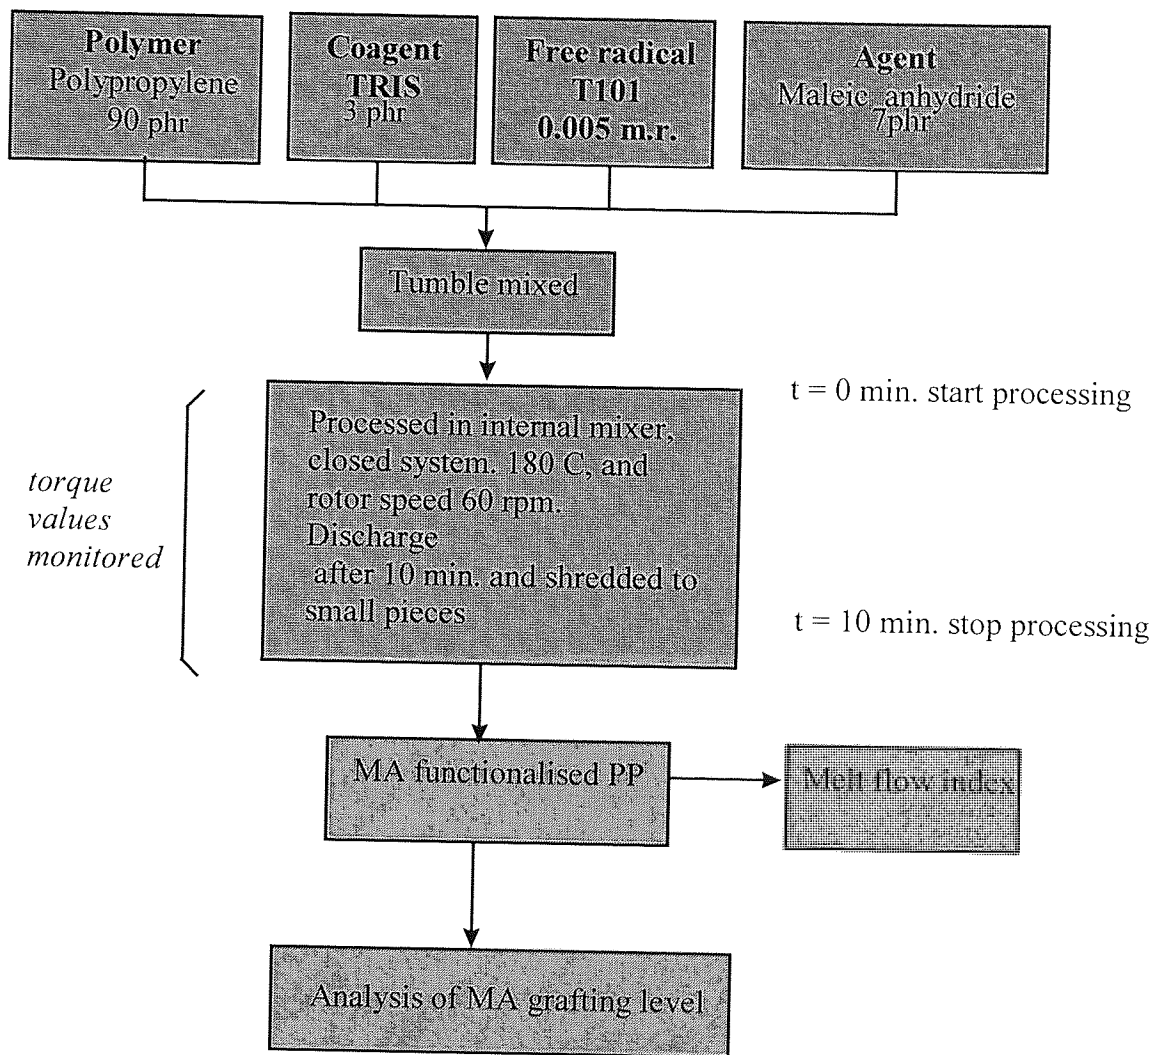 Polymer
Polypropylene
90 phr
Coagent
TRIS
3 phr
Free radical
T101
0.005 m.r.
Agent
Maleic anhydride
7phr
Tumble mixed
t = 0 min. start processing
Processed in internal mixer,
closed system. 180 C, and
rotor speed 60 rpm.
Discharge
after 10 min. and shredded to
small pieces
torque
values
monitored
t = 10 min. stop processing
MA functionalised PP
Melt flow index
Analysis of MA grafting level